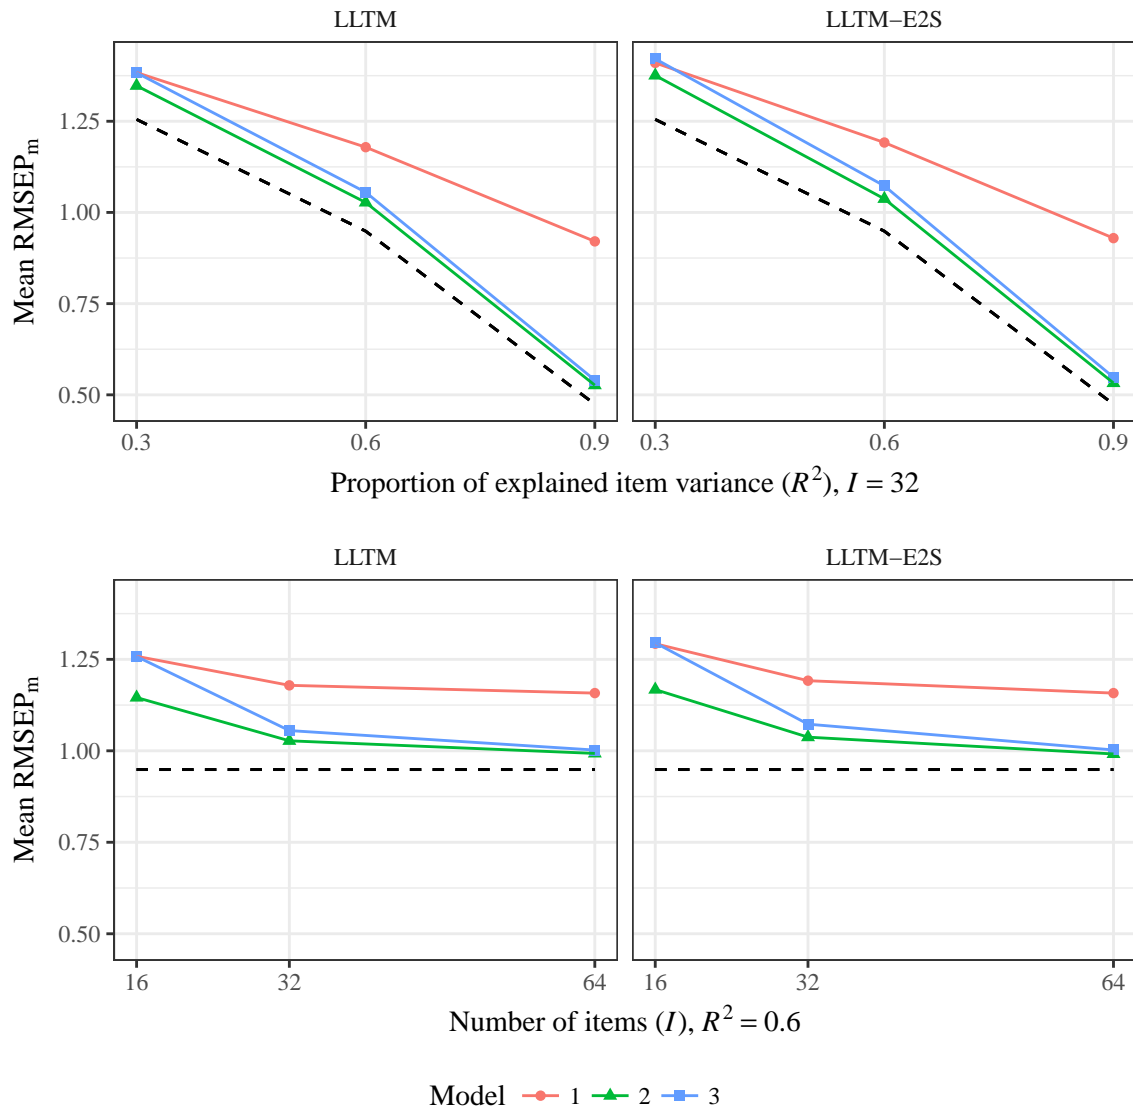 LLTM
LLTM−E2S
Mean RMSEPm
1.25
1.00
0.75
0.50
0.3 0.6 0.9
0.3 0.6 0.9
Proportion of explained item variance (R²), I = 32
LLTM
LLTM−E2S
Mean RMSEPm
1.25
1.00
0.75
0.50
16 32 64
16 32 64
Number of items (I), R² = 0.6
Model 1 2 3